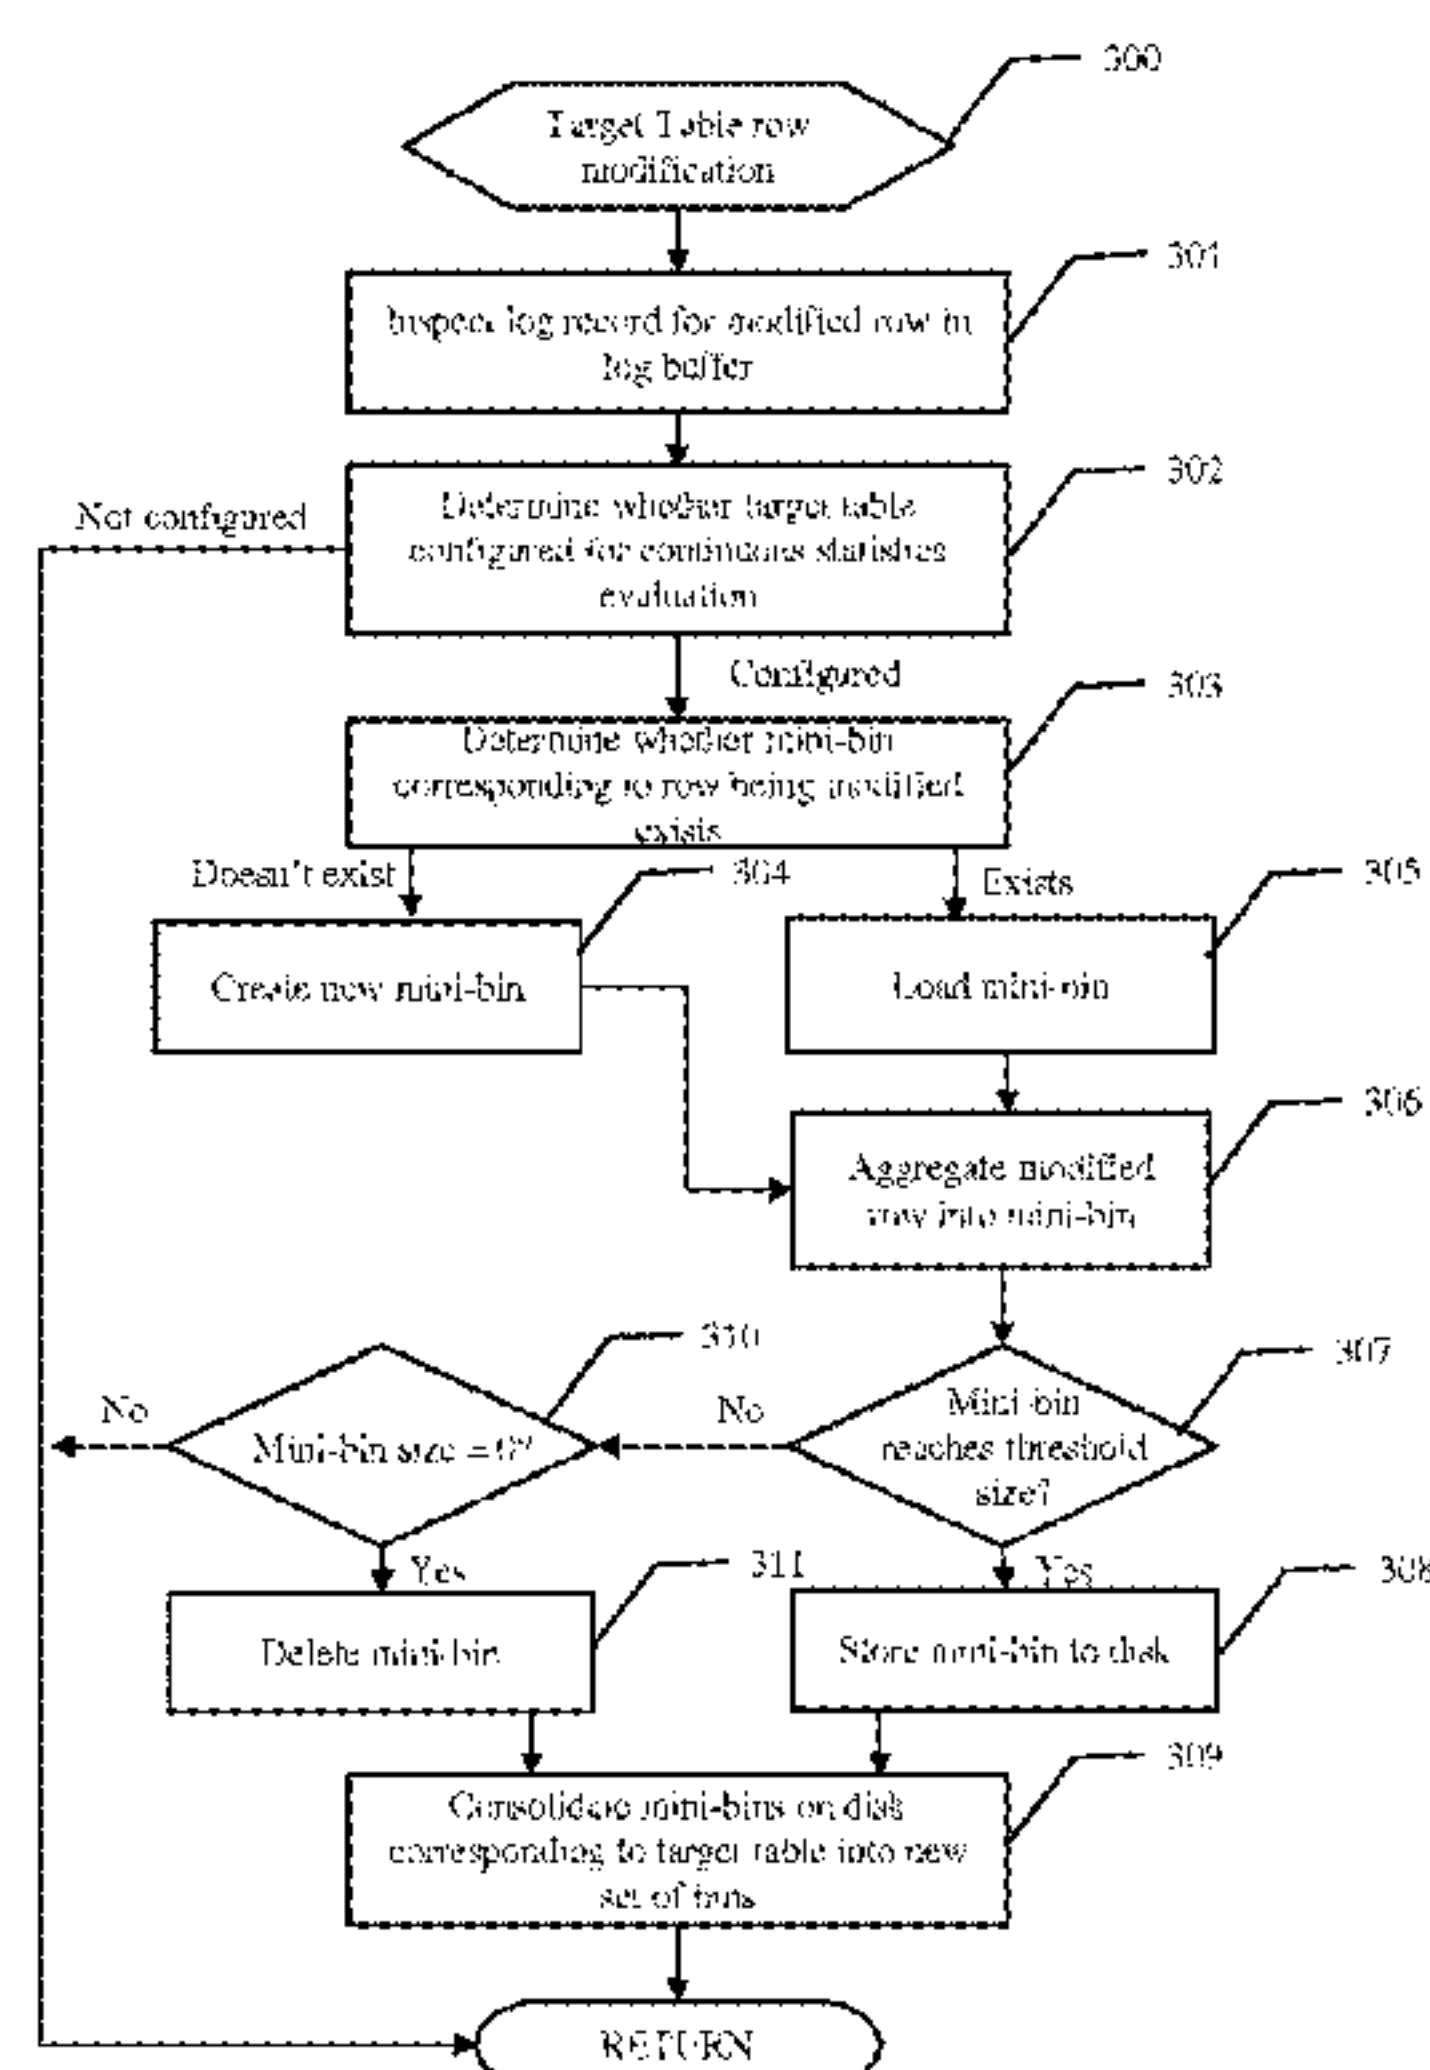 300
Target Table row
modification
301
Inspect log record for modified row in
log buffer
302
Not configured
Determine whether target table
configured for continuous statistics
evaluation
Configured
303
Determine whether mini-bin
corresponding to row being modified
exists
Doesn't exist
304
Exists
305
Create new mini-bin
Load mini-bin
306
Aggregate modified
row into mini-bin
310
307
No
Mini-bin size = 0?
No
Mini-bin
reaches threshold
size?
Yes
311
Yes
308
Delete mini-bin
Store mini-bin to disk
309
Consolidate mini-bins on disk
corresponding to target table into new
set of bins
RETURN